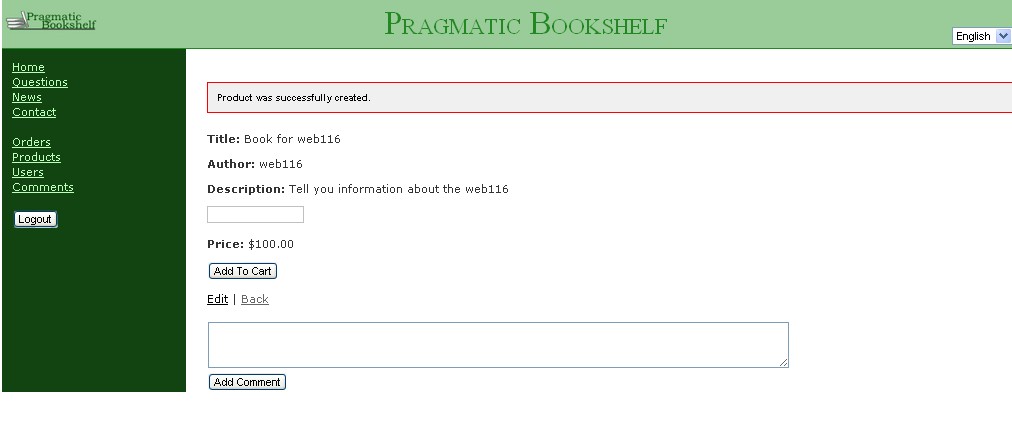 Pragmatic
Bookshelf
PRAGMATIC BOOKSHELF
English
Home
Questions
News
Contact
Orders
Products
Users
Comments
Logout
Product was successfully created.
Title: Book for web116
Author: web116
Description: Tell you information about the web116
Price: $100.00
Add To Cart
Edit | Back
Add Comment